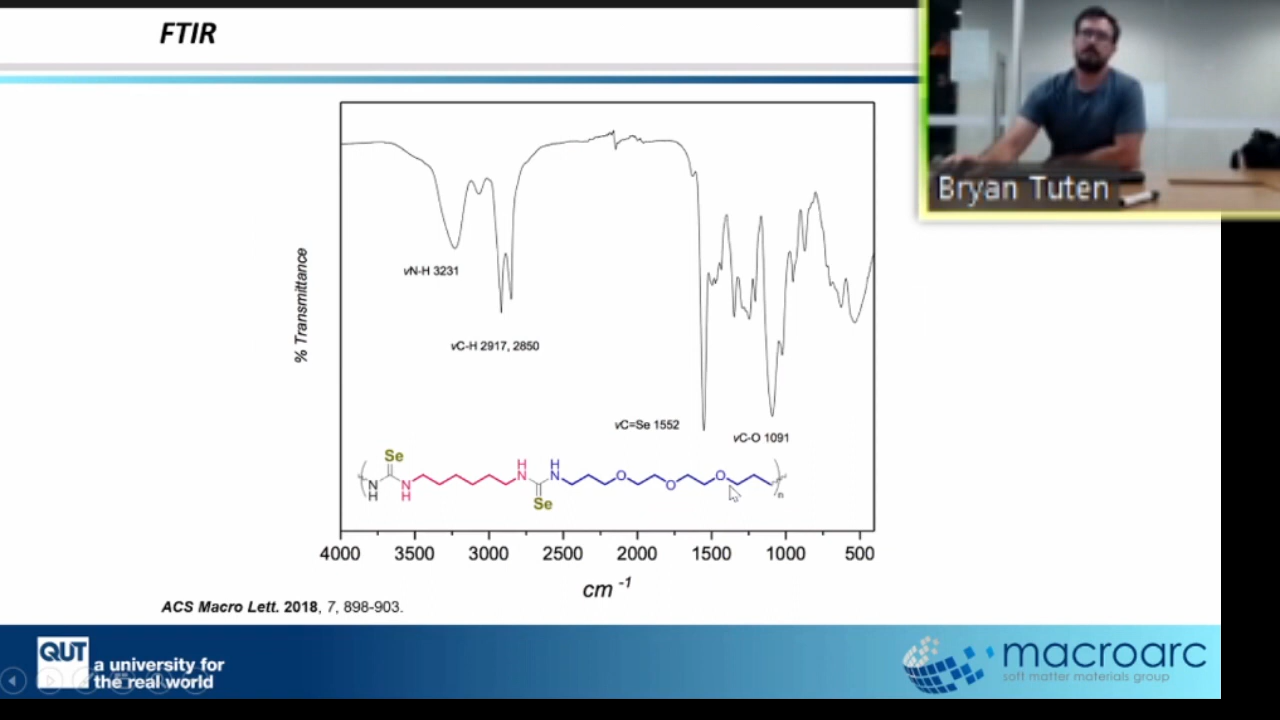 FTIR
Bryan Tuten
% Transmittance
νN-H 3231
νC-H 2917, 2850
νC=Se 1552
νC-O 1091
Se
H
H
N
H
N
H
N
N
O
O
O
Se
n
4000 3500 3000 2500 2000 1500 1000 500
cm -1
ACS Macro Lett. 2018, 7, 898-903.
QUT
a university for
the real world
macroarc
soft matter materials group